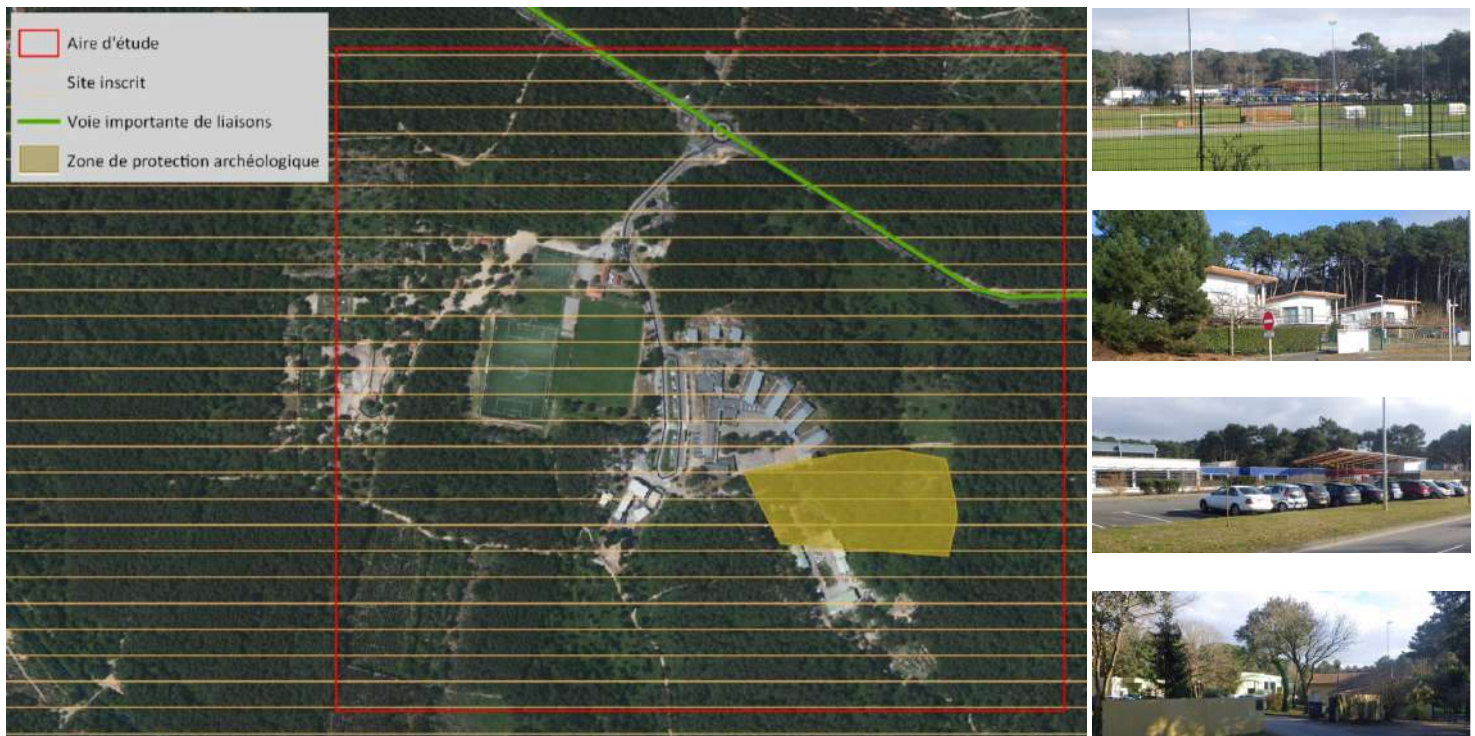 Aire d'étude
Site inscrit
Voie importante de liaisons
Zone de protection archéologique